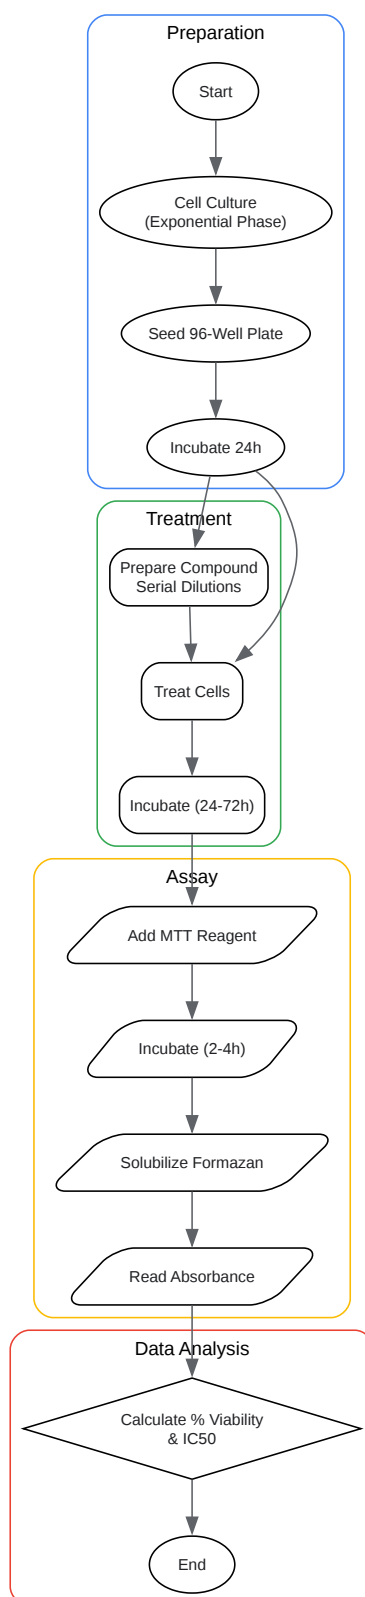 Preparation
Start
Cell Culture
(Exponential Phase)
Seed 96-Well Plate
Incubate 24h
Treatment
Prepare Compound
Serial Dilutions
Treat Cells
Incubate (24-72h)
Assay
Add MTT Reagent
Incubate (2-4h)
Solubilize Formazan
Read Absorbance
Data Analysis
Calculate % Viability
& IC50
End